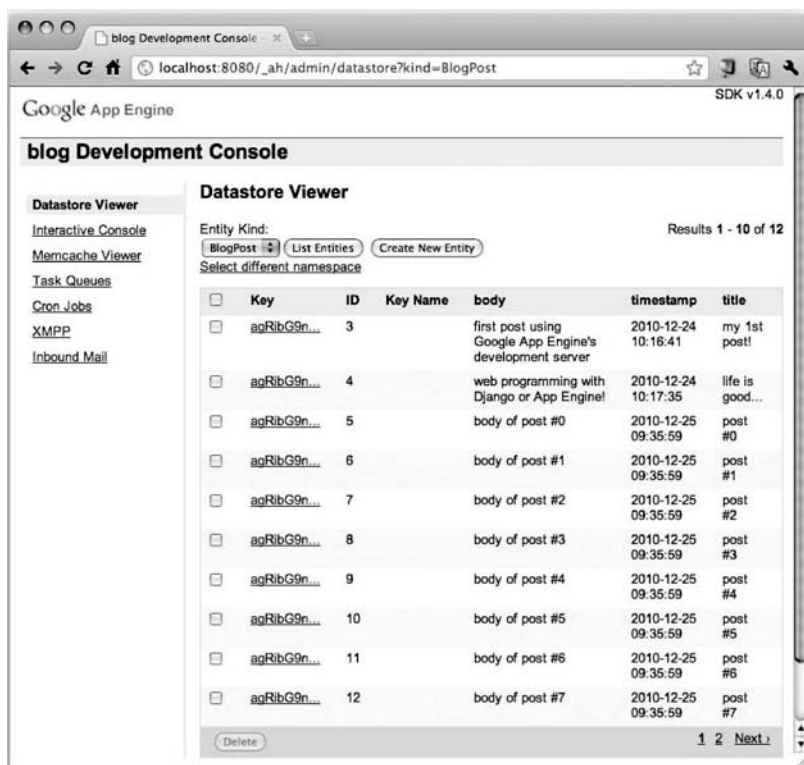 blog Development Console -
localhost:8080/_ah/admin/datastore?kind=BlogPost
SDK v1.4.0
Google App Engine
blog Development Console
Datastore Viewer
Interactive Console
Memcache Viewer
Task Queues
Cron Jobs
XMPP
Inbound Mail
Datastore Viewer
Entity Kind:
Results 1 - 10 of 12
BlogPost List Entities Create New Entity
Select different namespace
Key ID Key Name body timestamp title
agRibG9n... 3 first post using 2010-12-24 my 1st
Google App Engine's 10:16:41 post!
development server
agRibG9n... 4 web programming with 2010-12-24 life is
Django or App Engine! 10:17:35 good...
agRibG9n... 5 body of post #0 2010-12-25 post
09:35:59 #0
agRibG9n... 6 body of post #1 2010-12-25 post
09:35:59 #1
agRibG9n... 7 body of post #2 2010-12-25 post
09:35:59 #2
agRibG9n... 8 body of post #3 2010-12-25 post
09:35:59 #3
agRibG9n... 9 body of post #4 2010-12-25 post
09:35:59 #4
agRibG9n... 10 body of post #5 2010-12-25 post
09:35:59 #5
agRibG9n... 11 body of post #6 2010-12-25 post
09:35:59 #6
agRibG9n... 12 body of post #7 2010-12-25 post
09:35:59 #7
Delete 1 2 Next ›